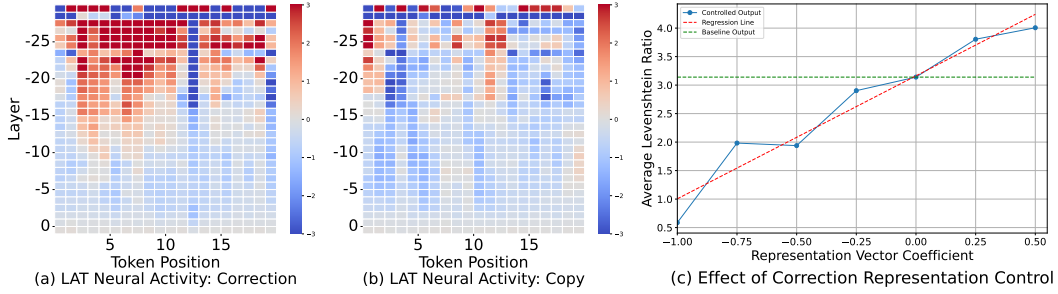 Layer
-25
-20
-15
-10
-5
0
5 10 15
Token Position
3
2
1
0
−1
−2
−3
(a) LAT Neural Activity: Correction
-25
-20
-15
-10
-5
0
5 10 15
Token Position
3
2
1
0
−1
−2
−3
(b) LAT Neural Activity: Copy
Average Levenshtein Ratio
4.0
3.5
3.0
2.5
2.0
1.5
1.0
0.5
Controlled Output
Regression Line
Baseline Output
−1.00 −0.75 −0.50 −0.25 0.00 0.25 0.50
Representation Vector Coefficient
(c) Effect of Correction Representation Control